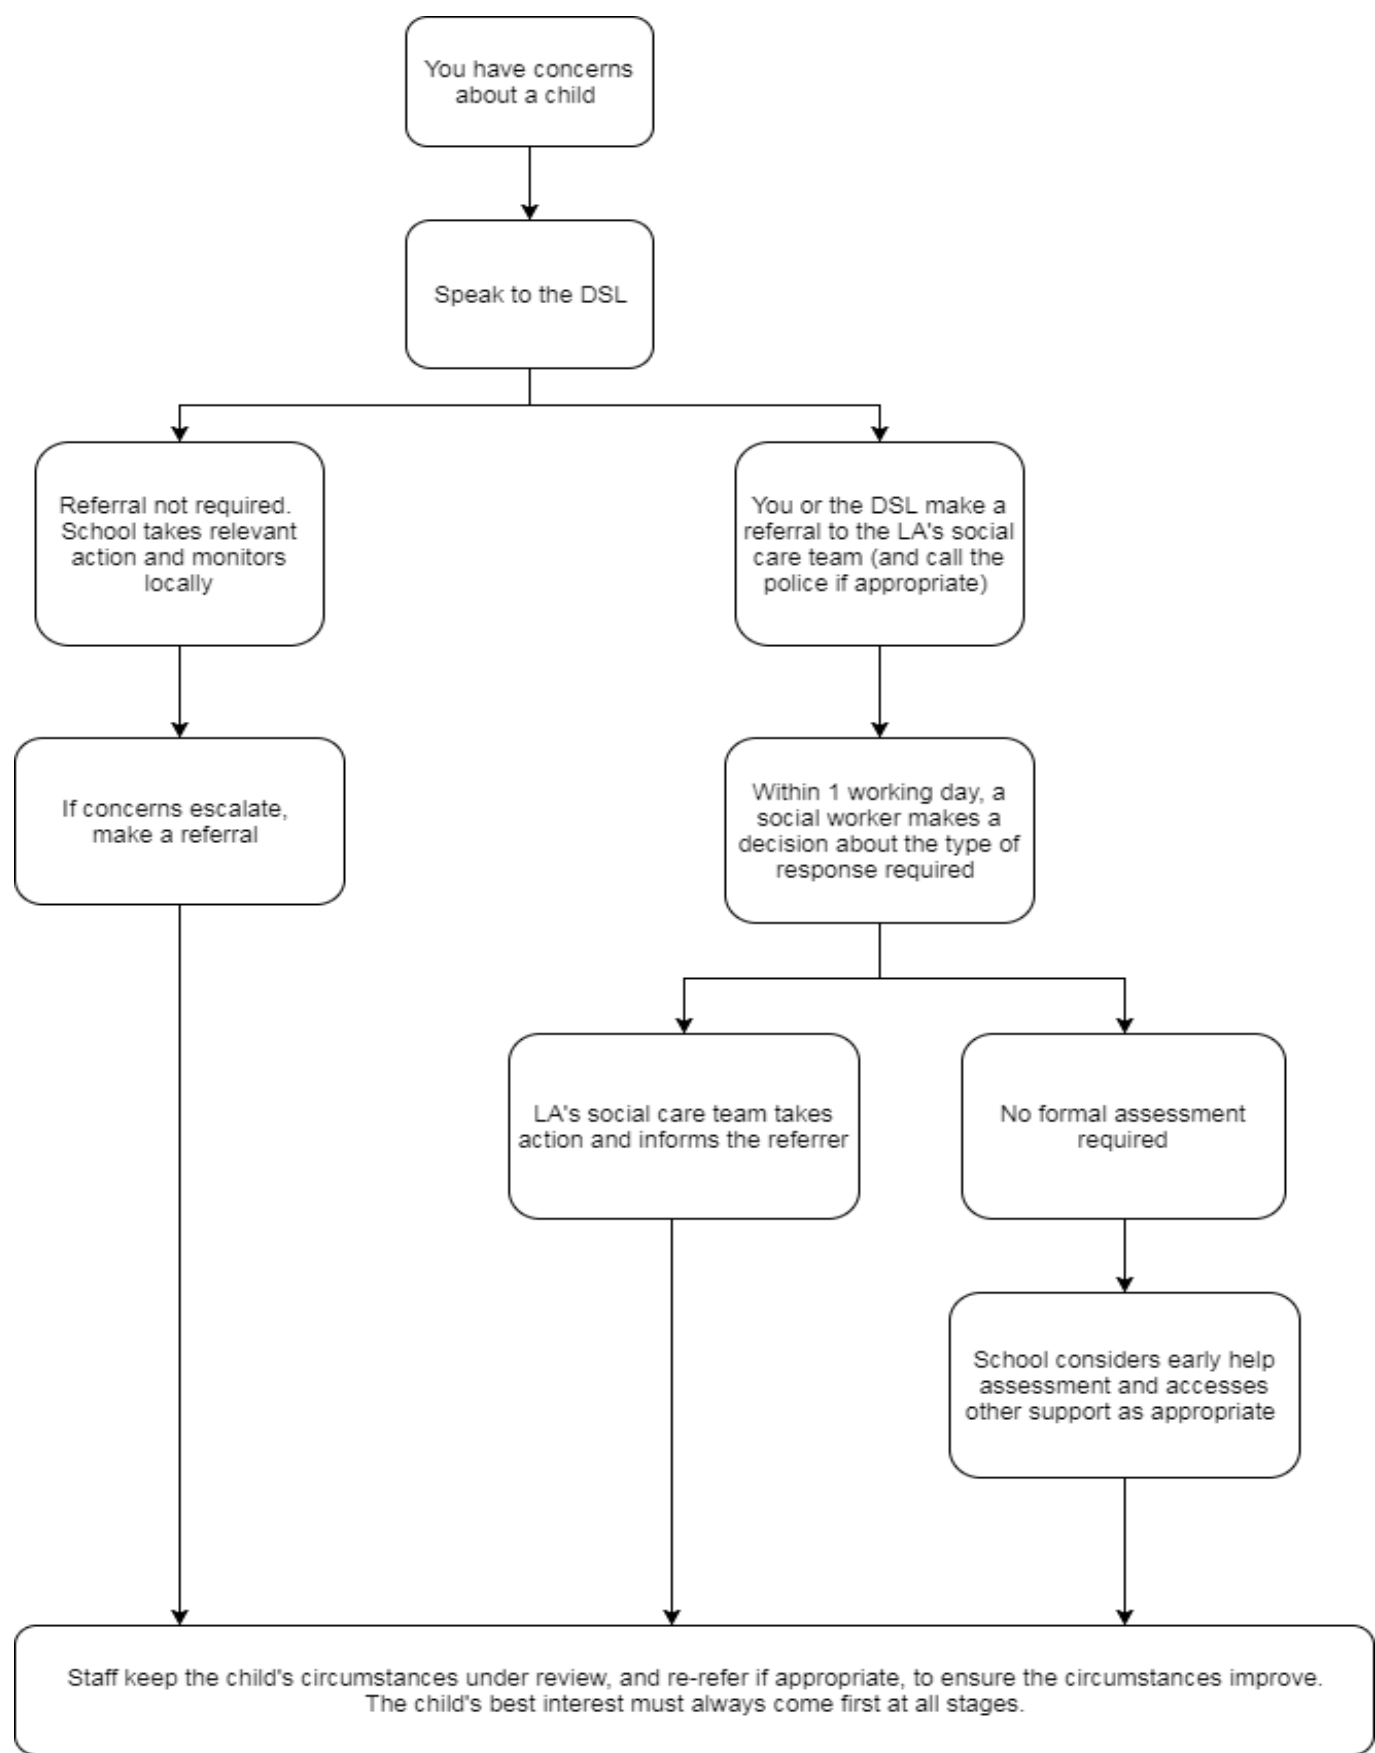 You have concerns
about a child
Speak to the DSL
Referral not required.
School takes relevant
action and monitors
locally
You or the DSL make a
referral to the LA's social
care team (and call the
police if appropriate)
If concerns escalate,
make a referral
Within 1 working day, a
social worker makes a
decision about the type of
response required
LA's social care team takes
action and informs the referrer
No formal assessment
required
School considers early help
assessment and accesses
other support as appropriate
Staff keep the child's circumstances under review, and re-refer if appropriate, to ensure the circumstances improve.
The child's best interest must always come first at all stages.